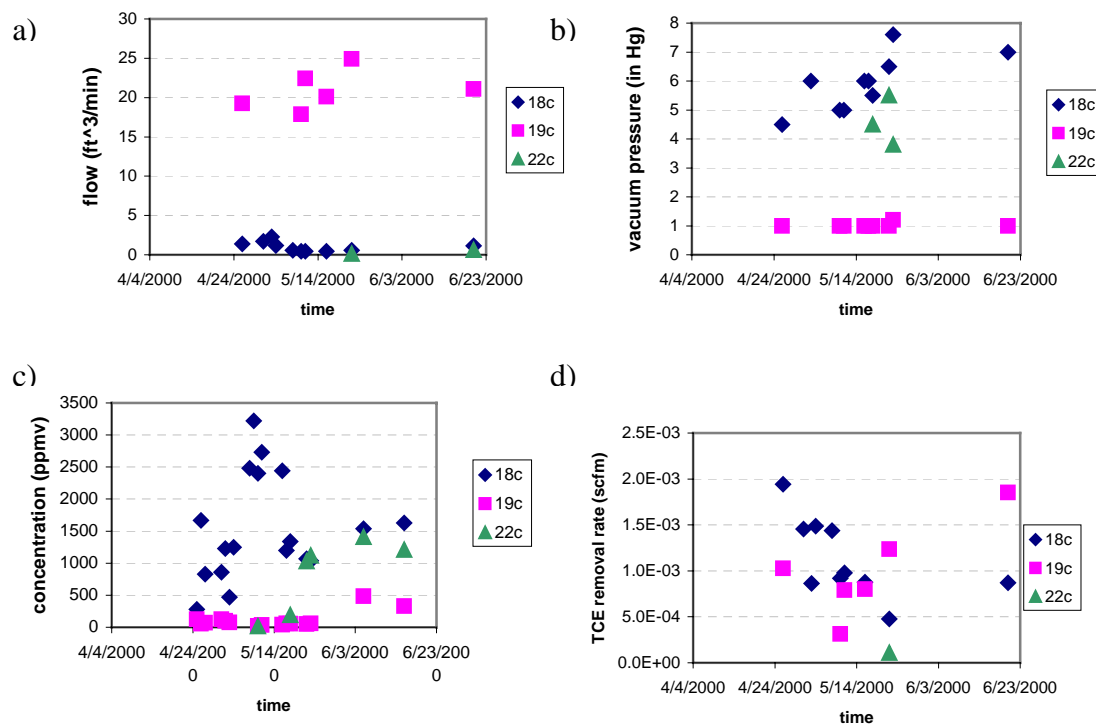 a)
flow (ft^3/min)
30
25
20
15
10
5
0
4/4/2000 4/24/2000 5/14/2000 6/3/2000 6/23/2000
time
18c
19c
22c
b)
vacuum pressure (in Hg)
8
7
6
5
4
3
2
1
0
4/4/2000 4/24/2000 5/14/2000 6/3/2000 6/23/2000
time
18c
19c
22c
c)
concentration (ppmv)
3500
3000
2500
2000
1500
1000
500
0
4/4/2000 4/24/200 5/14/200 6/3/2000 6/23/200
0 0 0
time
18c
19c
22c
d)
TCE removal rate (scfm)
2.5E-03
2.0E-03
1.5E-03
1.0E-03
5.0E-04
0.0E+00
4/4/2000 4/24/2000 5/14/2000 6/3/2000 6/23/2000
time
18c
19c
22c